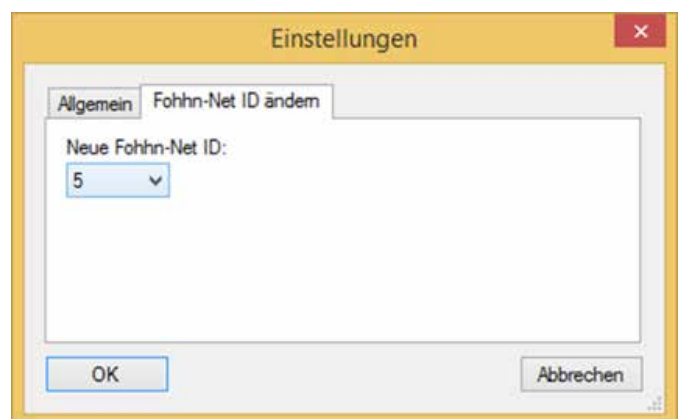 Einstellungen
Allgemein Fohhn-Net ID ändern
Neue Fohhn-Net ID:
5
OK Abbrechen